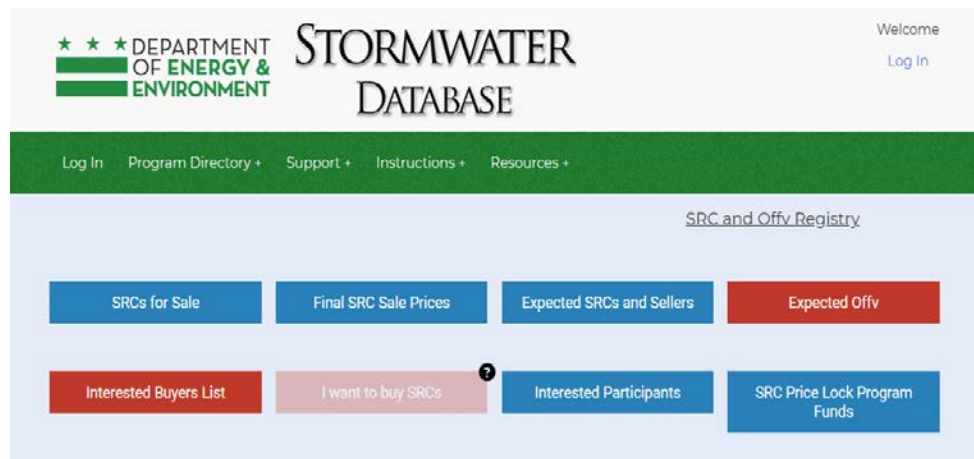 ★ ★ ★ DEPARTMENT
OF ENERGY &
ENVIRONMENT
STORMWATER
DATABASE
Welcome
Log In
Log In Program Directory + Support + Instructions + Resources +
SRC and Offv Registry
SRCs for Sale Final SRC Sale Prices Expected SRCs and Sellers Expected Offv
Interested Buyers List I want to buy SRCs ? Interested Participants SRC Price Lock Program
Funds